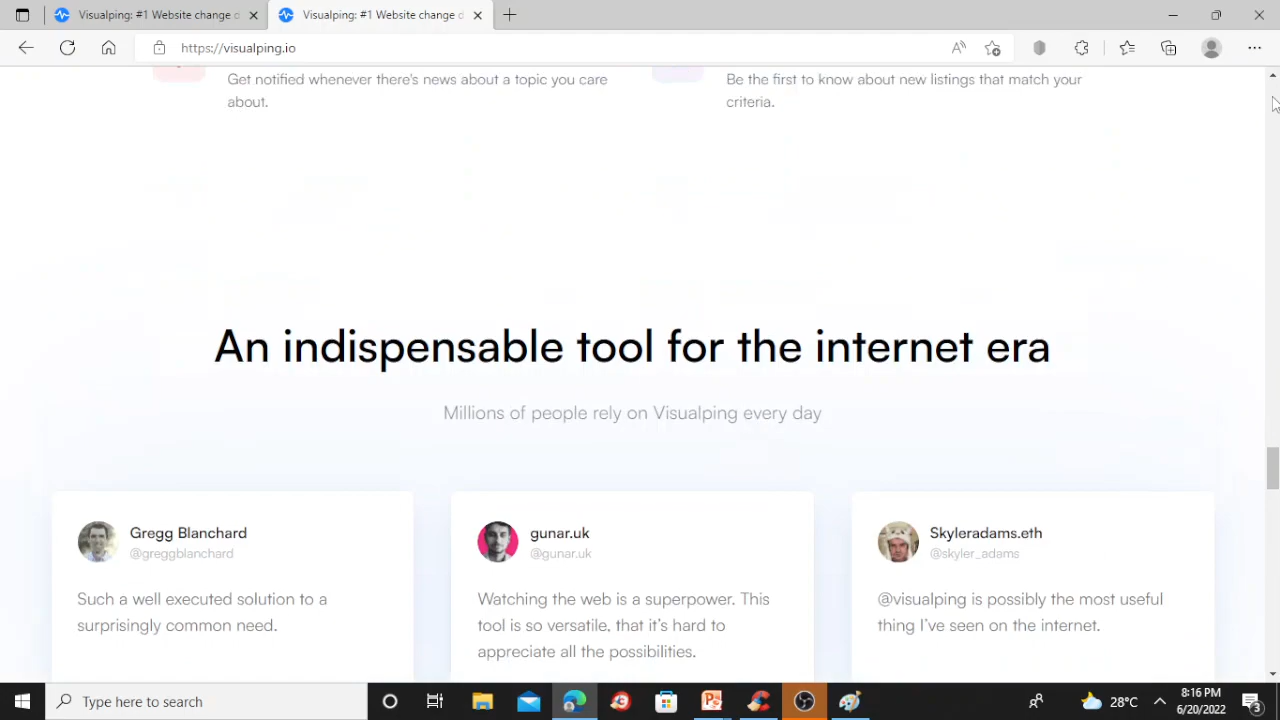 Visualping: #1 Website change d
Visualping: #1 Website change d
https://visualping.io
Get notified whenever there's news about a topic you care
about.
Be the first to know about new listings that match your
criteria.
An indispensable tool for the internet era
Millions of people rely on Visualping every day
Gregg Blanchard
@greggblanchard
Such a well executed solution to a
surprisingly common need.
gunar.uk
@gunar.uk
Watching the web is a superpower. This
tool is so versatile, that it's hard to
appreciate all the possibilities.
Skyleradams.eth
@skyler_adams
@visualping is possibly the most useful
thing I've seen on the internet.
Type here to search
28°C
8:16 PM
6/20/2022
3